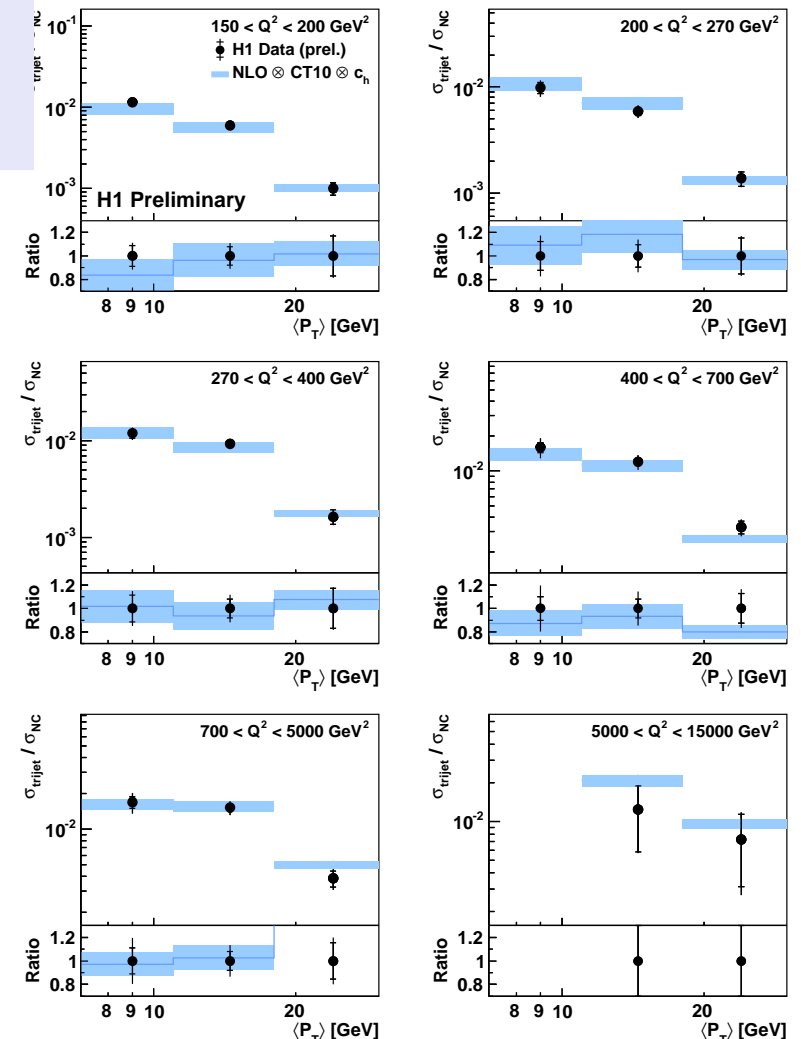 150 < Q² < 200 GeV²
H1 Data (prel.)
NLO ⊗ CT10 ⊗ c_h
H1 Preliminary
10⁻¹
10⁻²
10⁻³
Ratio
1.2
1
0.8
8 9 10 20
⟨P_T⟩ [GeV]
200 < Q² < 270 GeV²
σ_trijet / σ_NC
10⁻²
10⁻³
Ratio
1.2
1
0.8
8 9 10 20
⟨P_T⟩ [GeV]
270 < Q² < 400 GeV²
σ_trijet / σ_NC
10⁻²
10⁻³
Ratio
1.2
1
0.8
8 9 10 20
⟨P_T⟩ [GeV]
400 < Q² < 700 GeV²
σ_trijet / σ_NC
10⁻²
Ratio
1.2
1
0.8
8 9 10 20
⟨P_T⟩ [GeV]
700 < Q² < 5000 GeV²
σ_trijet / σ_NC
10⁻²
Ratio
1.2
1
0.8
8 9 10 20
⟨P_T⟩ [GeV]
5000 < Q² < 15000 GeV²
σ_trijet / σ_NC
10⁻²
Ratio
1.2
1
0.8
8 9 10 20
⟨P_T⟩ [GeV]